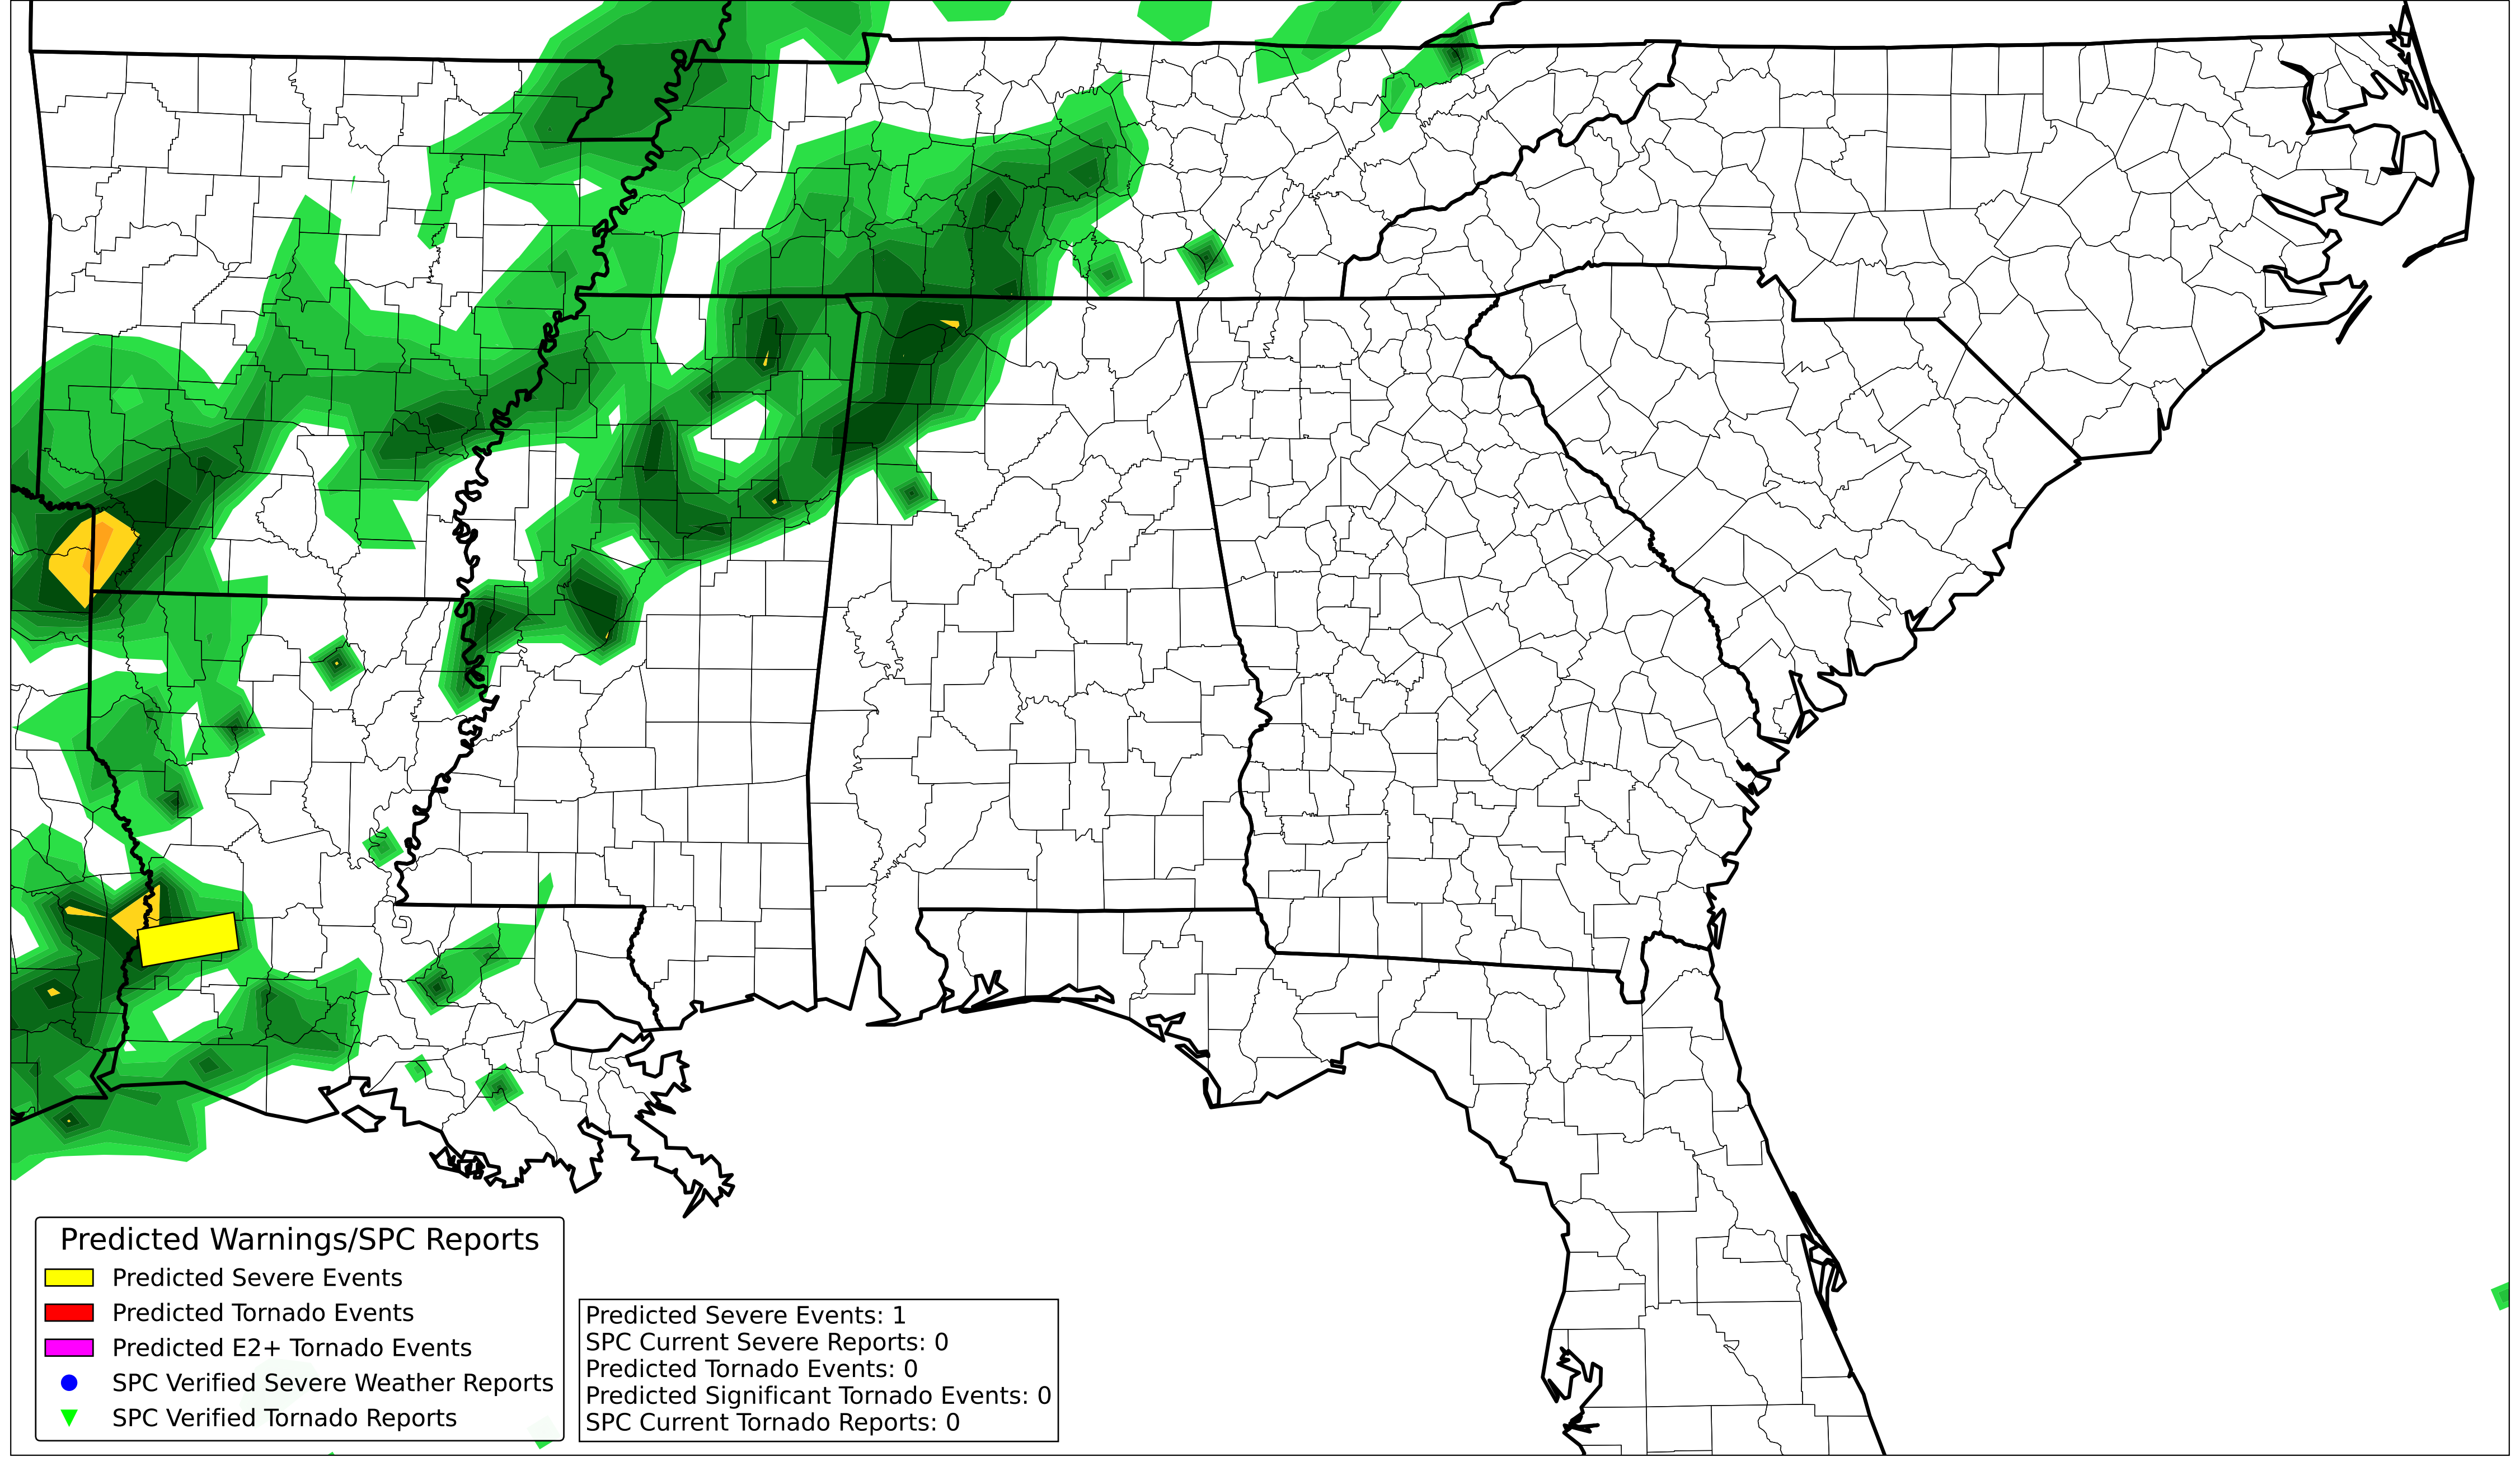 Predicted Warnings/SPC Reports
Predicted Severe Events
Predicted Tornado Events
Predicted E2+ Tornado Events
SPC Verified Severe Weather Reports
SPC Verified Tornado Reports
Predicted Severe Events: 1
SPC Current Severe Reports: 0
Predicted Tornado Events: 0
Predicted Significant Tornado Events: 0
SPC Current Tornado Reports: 0